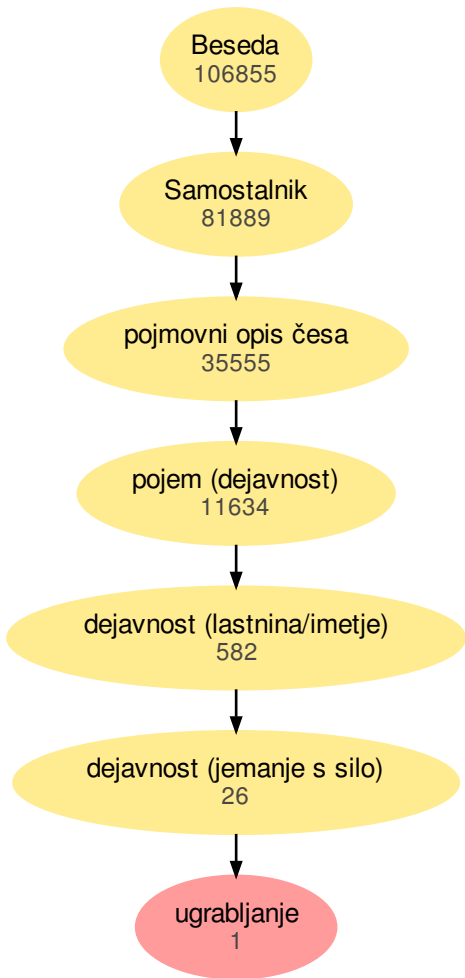 Beseda
106855
Samostalnik
81889
pojmovni opis česa
35555
pojem (dejavnost)
11634
dejavnost (lastnina/imetje)
582
dejavnost (jemanje s silo)
26
ugrabljanje
1